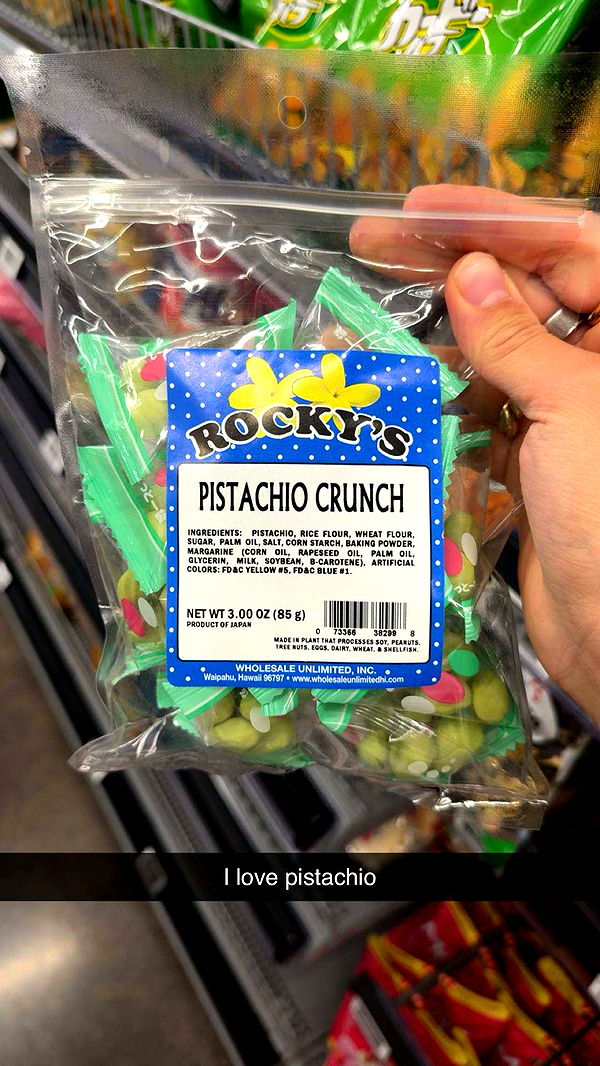 ROCKY'S
PISTACHIO CRUNCH
INGREDIENTS: PISTACHIO, RICE FLOUR, WHEAT FLOUR,
SUGAR, PALM OIL, SALT, CORN STARCH, BAKING POWDER,
MARGARINE (CORN OIL, RAPESEED OIL, PALM OIL,
GLYCERIN, MILK, SOYBEAN, B-CAROTENE), ARTIFICIAL
COLORS: FD&C YELLOW #5, FD&C BLUE #1.
NET WT 3.00 OZ (85 g)
PRODUCT OF JAPAN
0 73366 38299 8
MADE IN PLANT THAT PROCESSES SOY, PEANUTS,
TREE NUTS, EGGS, DAIRY, WHEAT, & SHELLFISH.
WHOLESALE UNLIMITED, INC.
Waipahu, Hawaii 96797 • www.wholesaleunlimitedhi.com
I love pistachio